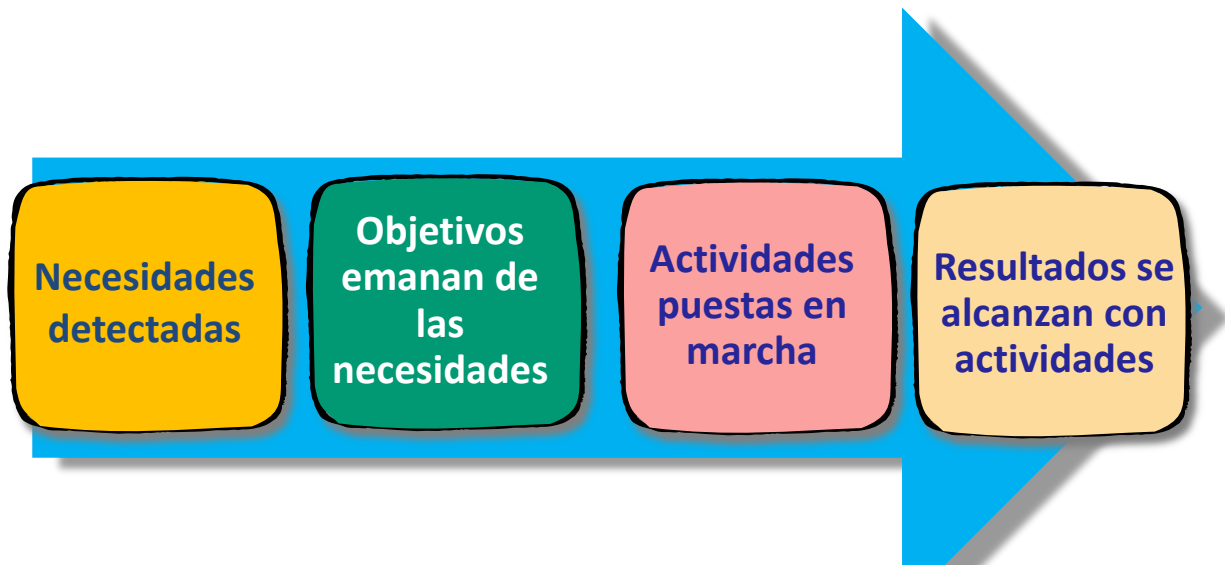 Necesidades
detectadas
Objetivos
emanan de
las
necesidades
Actividades
puestas en
marcha
Resultados se
alcanzan con
actividades